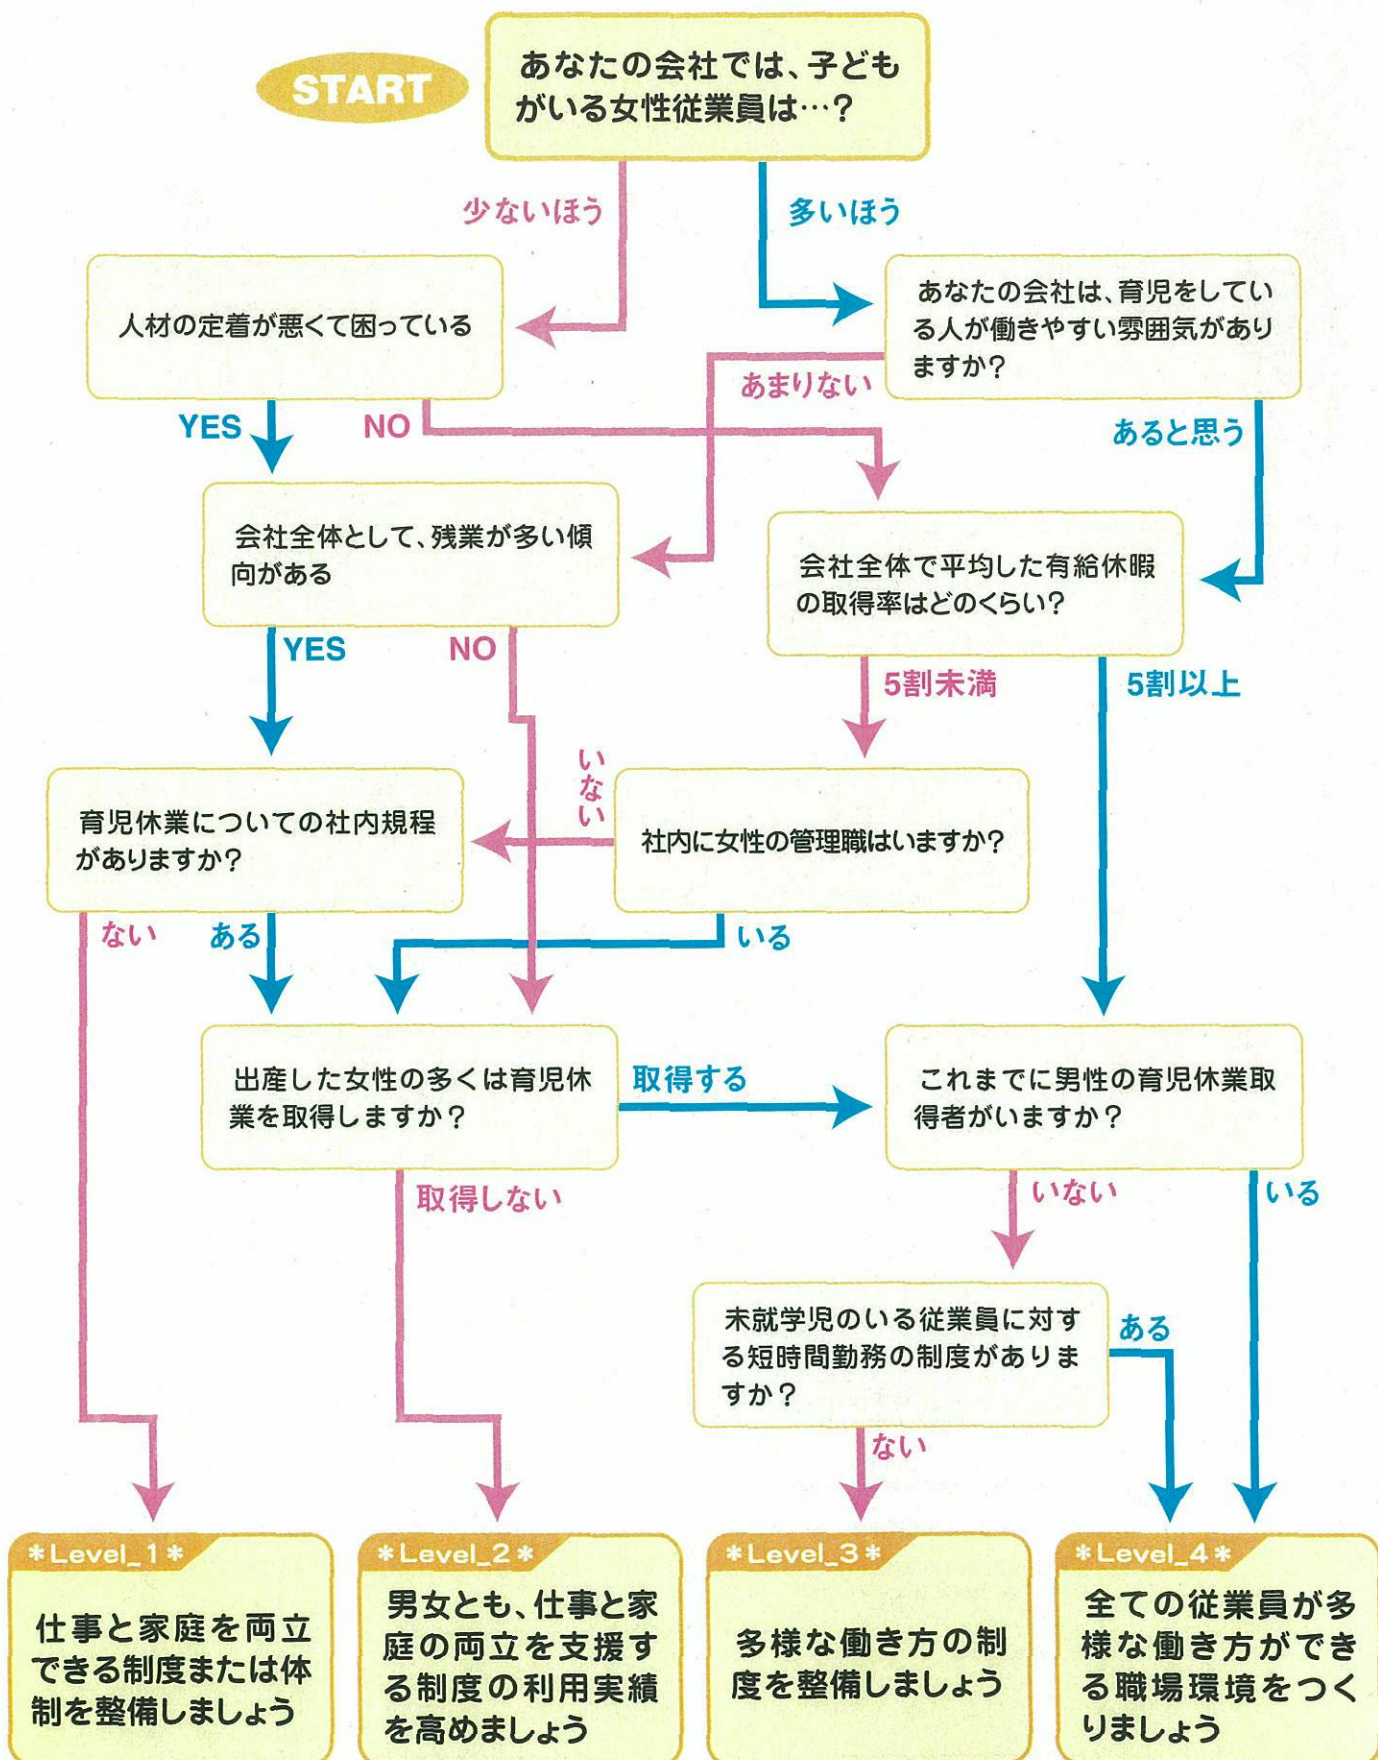 START
あなたの会社では、子ども
がいる女性従業員は…？
少ないほう
多いほう
人材の定着が悪くて困っている
あなたの会社は、育児をしてい
る人が働きやすい雰囲気があり
ますか？
あまりない
YES
NO
あると思う
会社全体として、残業が多い傾
向がある
会社全体で平均した有給休暇
の取得率はどのくらい？
YES
NO
5割未満
5割以上
いない
育児休業についての社内規程
がありますか？
社内に女性の管理職はいますか？
ない
ある
いる
出産した女性の多くは育児休
業を取得しますか？
取得する
これまでに男性の育児休業取
得者がいますか？
取得しない
いない
いる
未就学児のいる従業員に対す
る短時間勤務の制度がありま
すか？
ある
ない
＊Level_1＊
仕事と家庭を両立
できる制度または体
制を整備しましょう
＊Level_2＊
男女とも、仕事と家
庭の両立を支援す
る制度の利用実績
を高めましょう
＊Level_3＊
多様な働き方の制
度を整備しましょう
＊Level_4＊
全ての従業員が多
様な働き方ができ
る職場環境をつく
りましょう